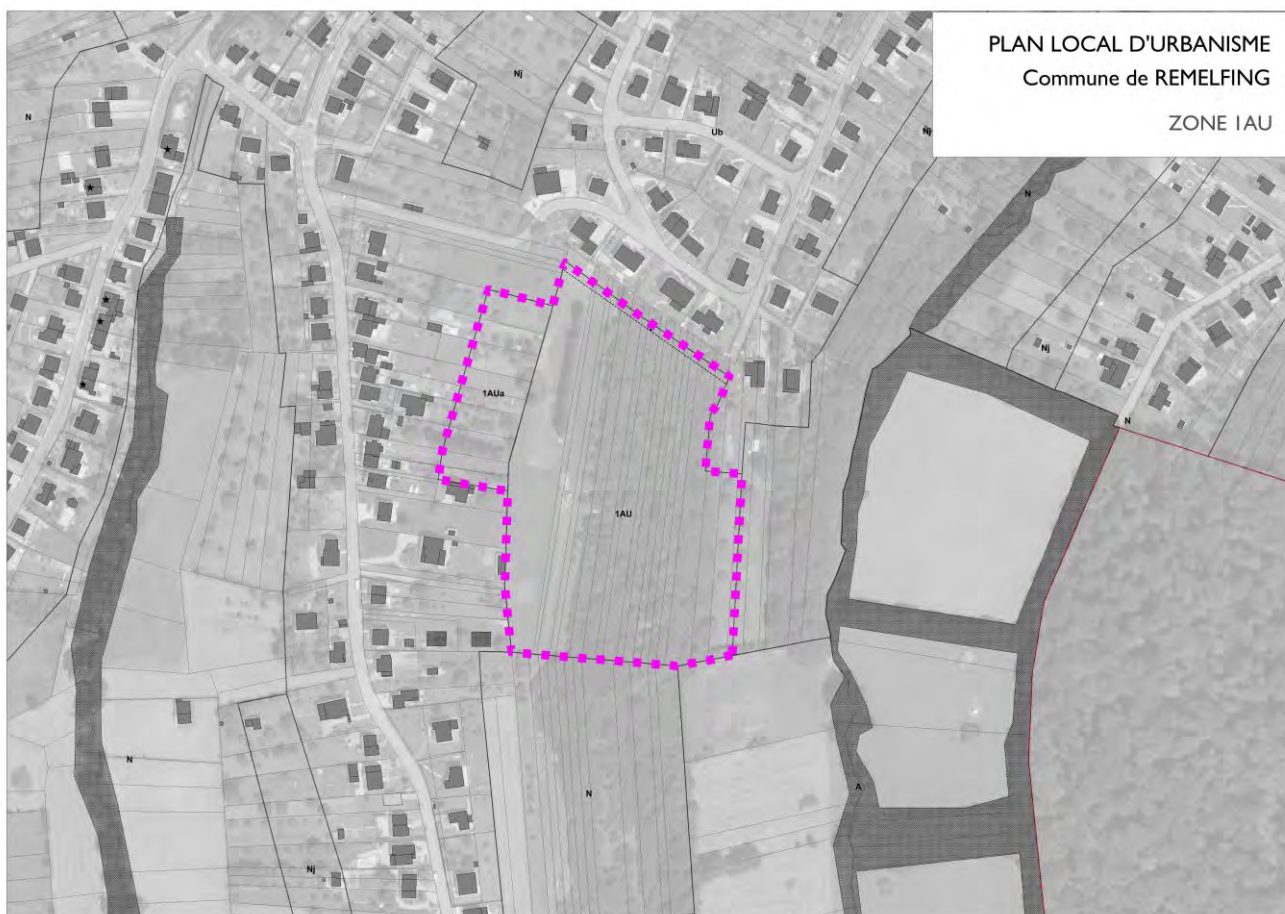 PLAN LOCAL D'URBANISME
Commune de REMELFING
ZONE 1AU
N
Nj
Ub
Nj
N
Nj
N
1AUa
1AU
N
N
A
Nj